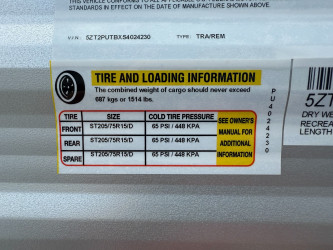 STANDARDS IN EFFECT ON THE DATE OF MANUFACTURE SHOWN ABOVE.
V.I.N.: 5ZT2PUTBXS4G24230 TYPE: TRA/REM
TIRE AND LOADING INFORMATION
The combined weight of cargo should never exceed
687 kgs or 1514 lbs.
TIRE SIZE COLD TIRE PRESSURE
FRONT ST205/75R15/D 65 PSI / 448 KPA
REAR ST205/75R15/D 65 PSI / 448 KPA
SPARE ST205/75R15/D 65 PSI / 448 KPA
SEE OWNER'S
MANUAL FOR
ADDITIONAL
INFORMATION
PU4024230
5ZT
DRY WE
RECREA
LENGTH